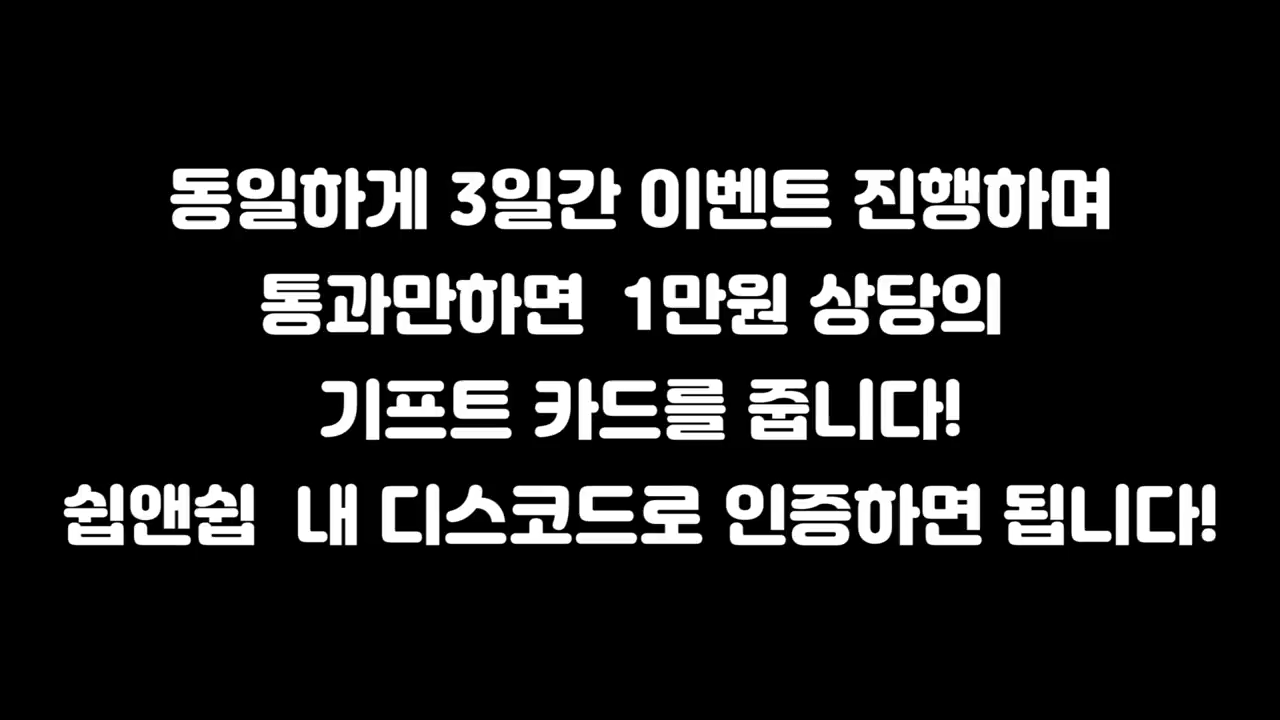 동일하게 3일간 이벤트 진행하며
통과만하면 1만원 상당의
기프트 카드를 줍니다!
쉽앤쉽 내 디스코드로 인증하면 됩니다!